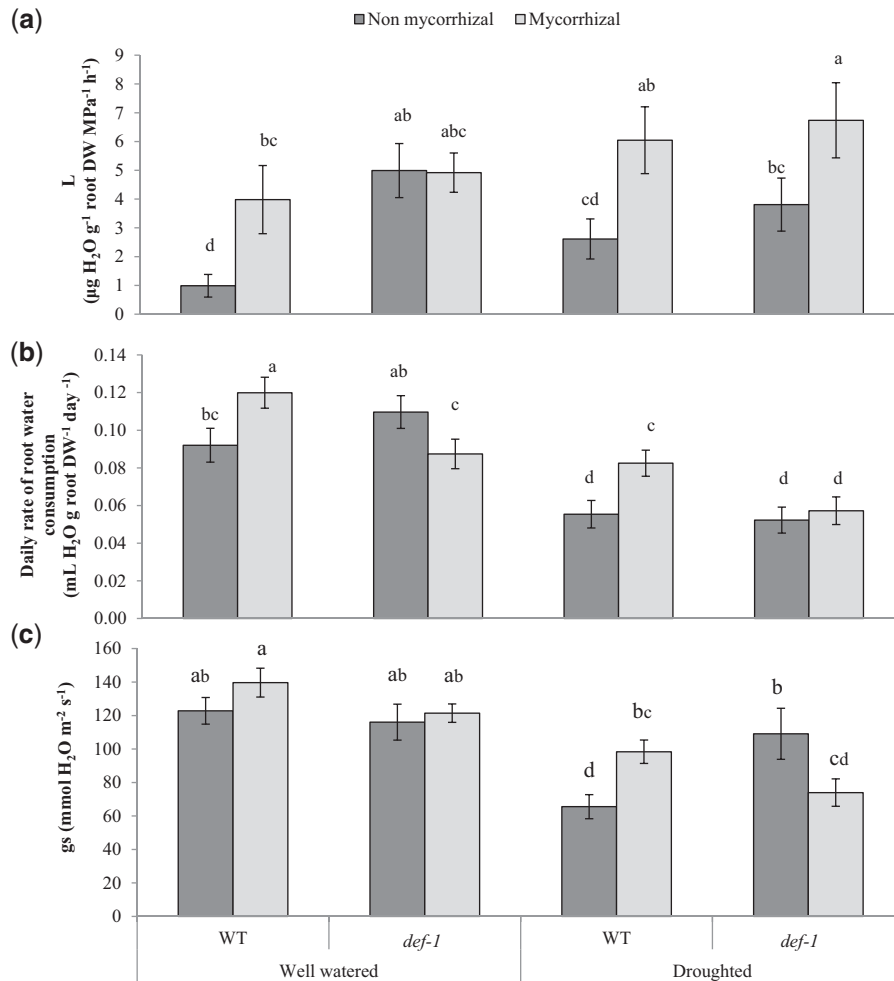 (a)
Non mycorrhizal Mycorrhizal
L
(µg H₂O g⁻¹ root DW MPa⁻¹ h⁻¹)
9
8
7
6
5
4
3
2
1
0
d
bc
ab
abc
cd
ab
bc
a
(b)
Daily rate of root water
consumption
(mL H₂O g root DW⁻¹ day ⁻¹)
0.14
0.12
0.10
0.08
0.06
0.04
0.02
0.00
bc
a
ab
c
d
c
d
d
(c)
gs (mmol H₂O m⁻² s⁻¹)
160
140
120
100
80
60
40
20
0
ab
a
ab
ab
d
bc
b
cd
WT def-1 WT def-1
Well watered Droughted